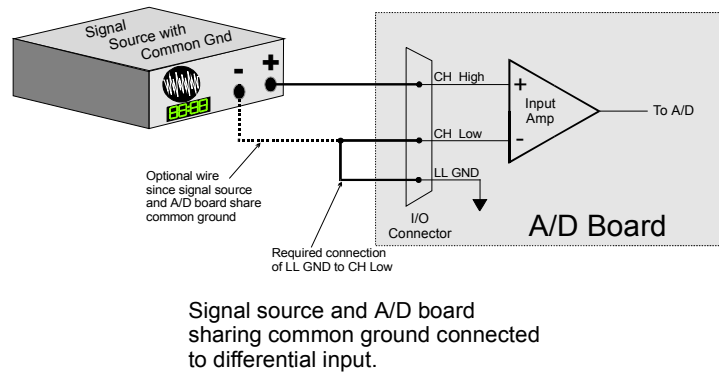 Signal
Source with
Common Gnd
-
+
88:88
CH High
+
Input
Amp
To A/D
CH Low
-
LL GND
I/O
Connector
A/D Board
Optional wire
since signal source
and A/D board share
common ground
Required connection
of LL GND to CH Low
Signal source and A/D board
sharing common ground connected
to differential input.